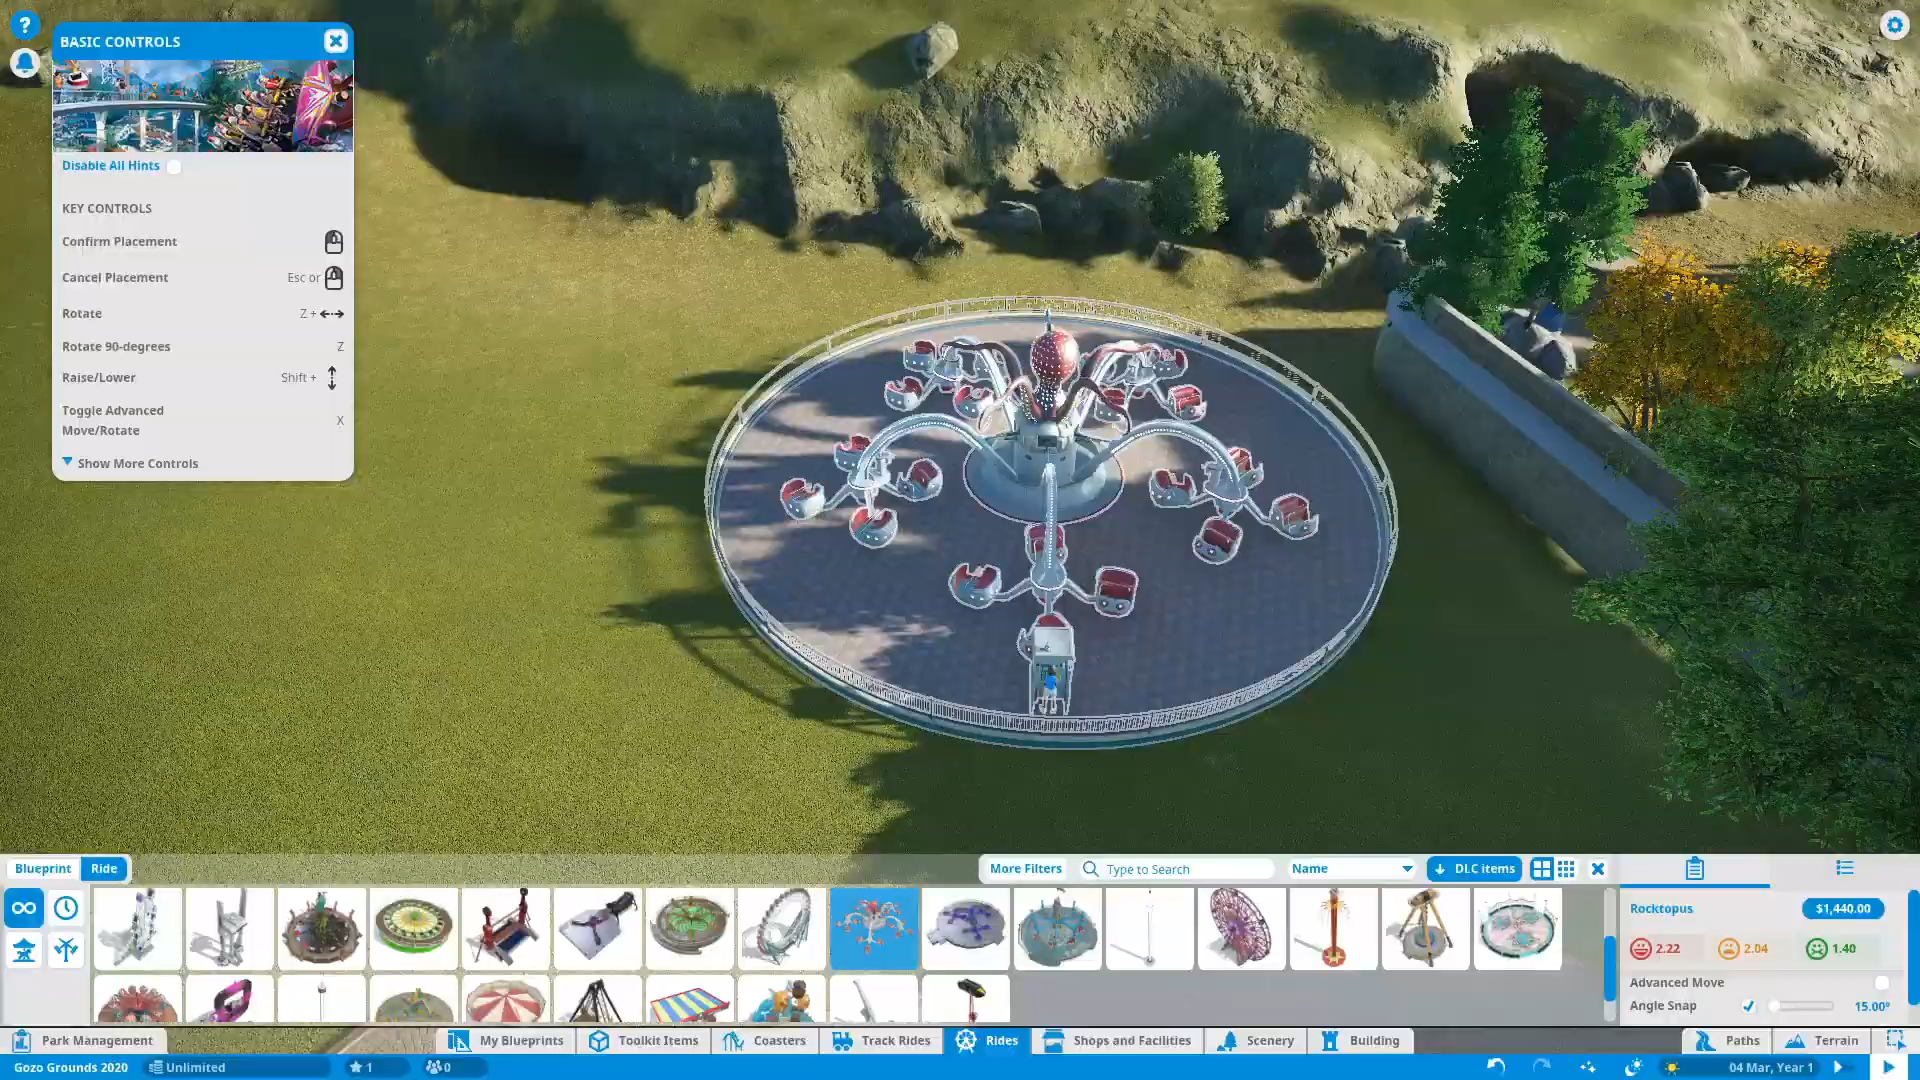 BASIC CONTROLS
Disable All Hints
KEY CONTROLS
Confirm Placement
Cancel Placement Esc or
Rotate Z +
Rotate 90-degrees Z
Raise/Lower Shift +
Toggle Advanced
Move/Rotate X
Show More Controls
Blueprint Ride
More Filters Type to Search Name DLC items
Rocktopus $1,440.00
2.22 2.04 1.40
Advanced Move
Angle Snap 15.00°
Park Management My Blueprints Toolkit Items Coasters Track Rides Rides Shops and Facilities Scenery Building Paths Terrain
Gozo Grounds 2020 Unlimited 1 0 04 Mar, Year 1